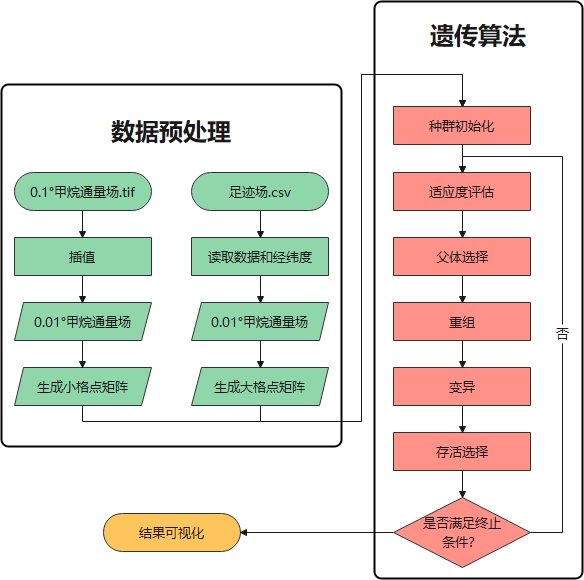 遗传算法
数据预处理
0.1°甲烷通量场.tif
足迹场.csv
插值
读取数据和经纬度
0.01°甲烷通量场
0.01°甲烷通量场
生成小格点矩阵
生成大格点矩阵
种群初始化
适应度评估
父体选择
重组
变异
存活选择
是否满足终止
条件?
否
结果可视化